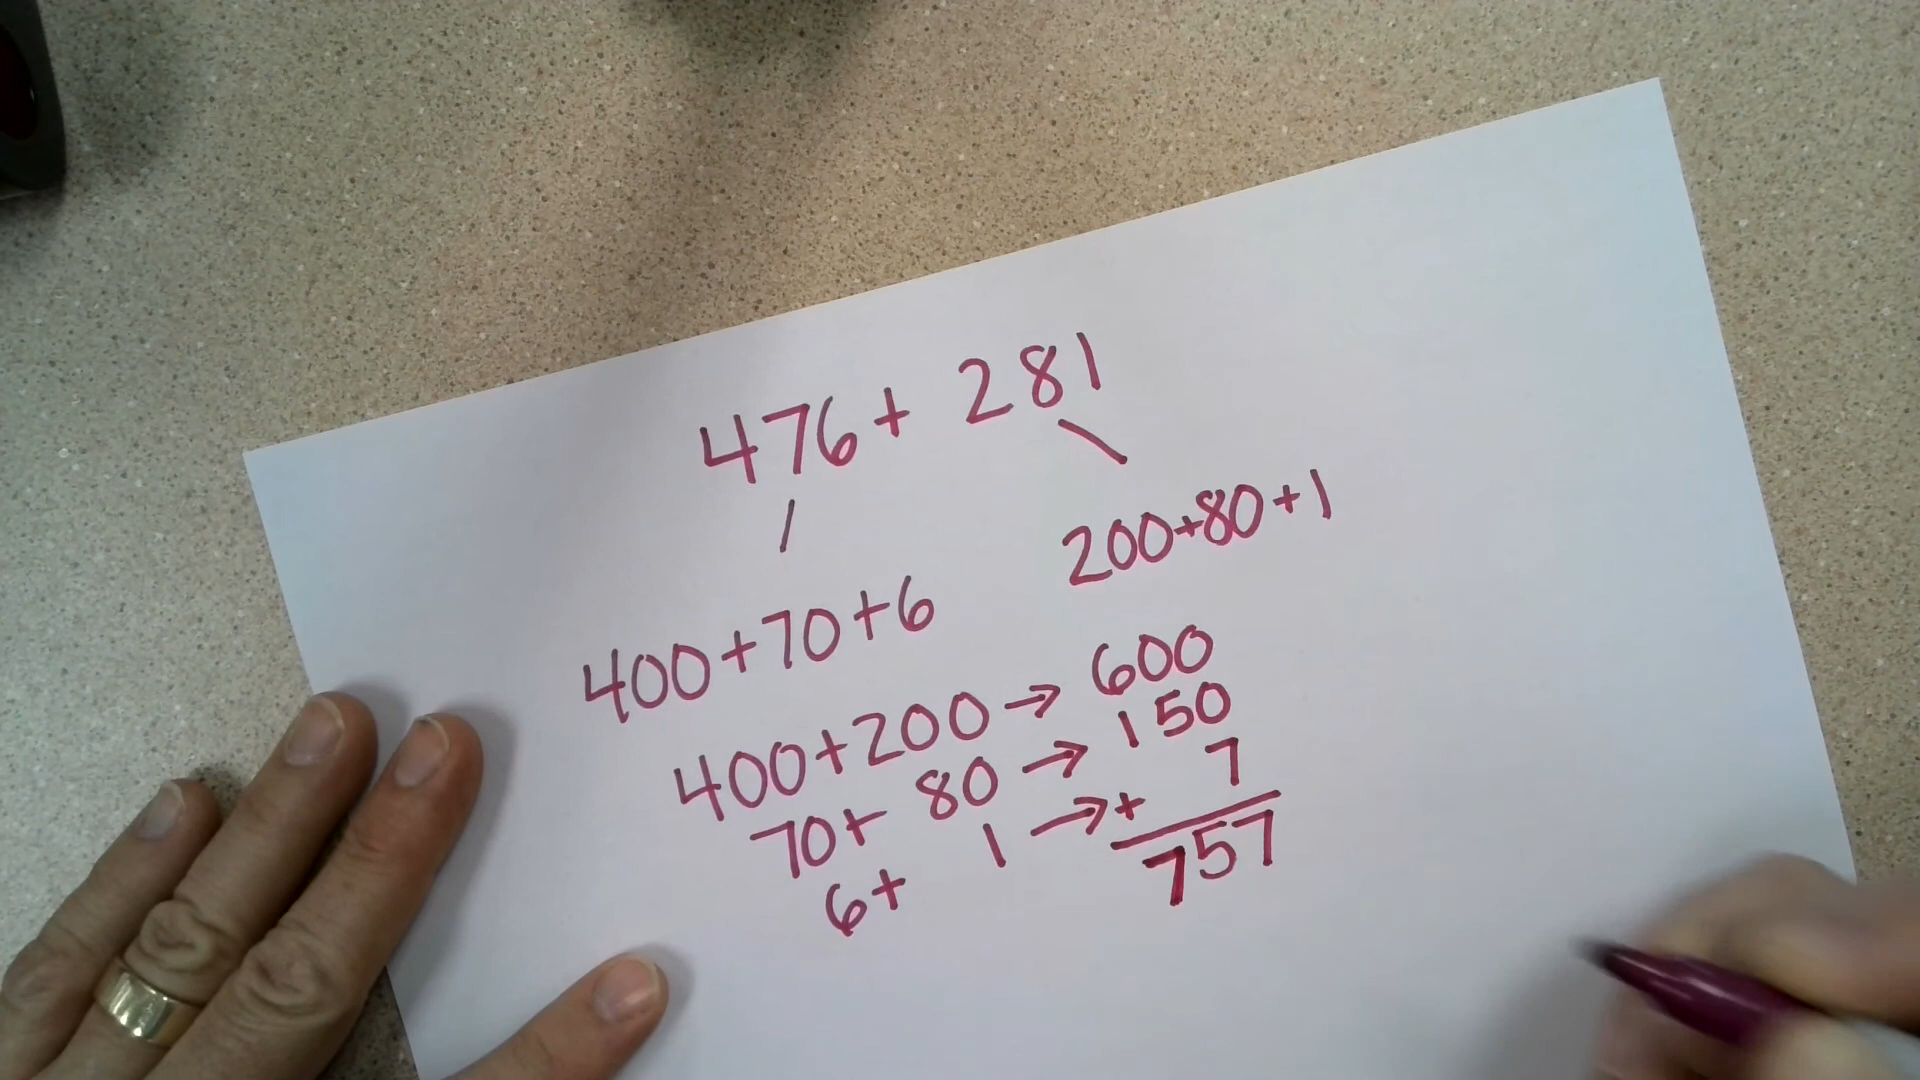 476 + 281
200+80+1
400+70+6
400+200 → 600
70+ 80 → 150
6+ 1 → + 7
757